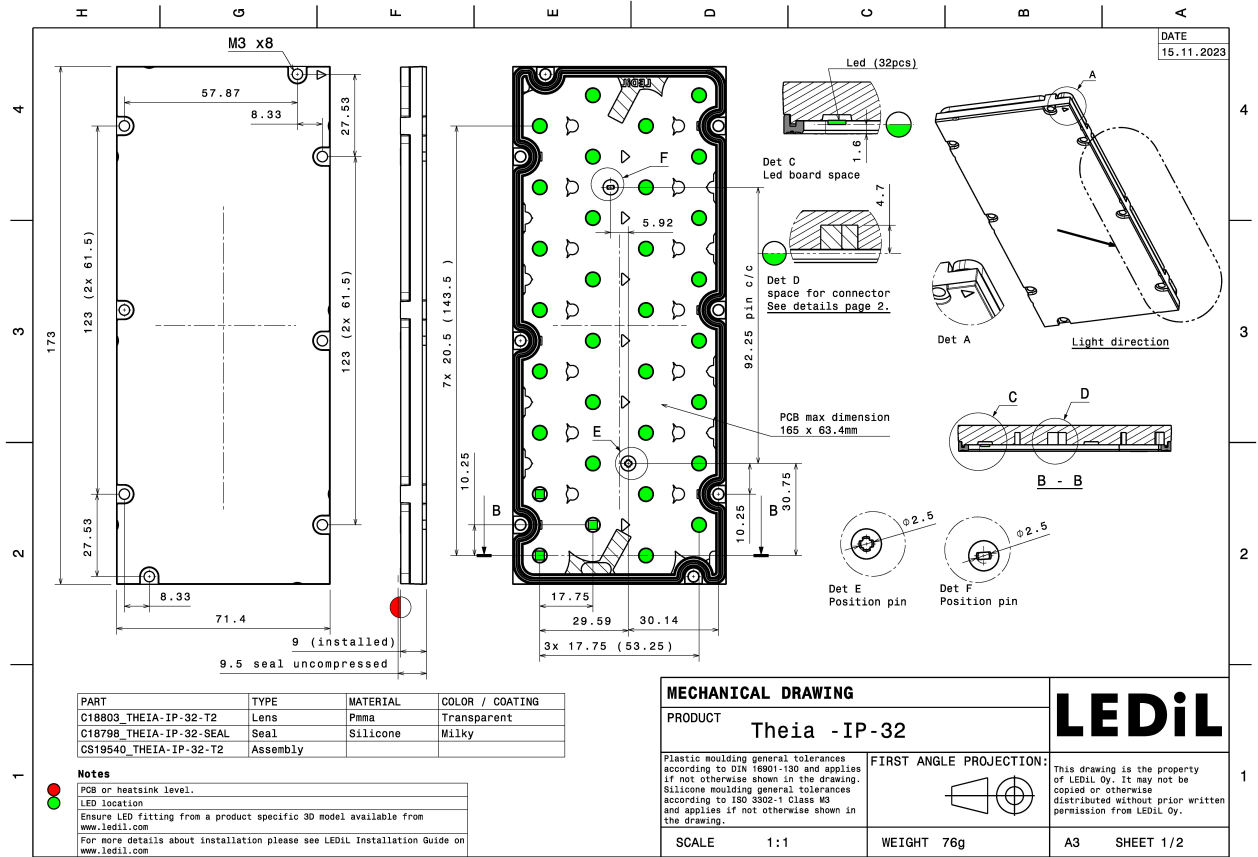 H G F E D C B A
DATE
15.11.2023
M3 x8
57.87
8.33
27.53
4
173
123 (2x 61.5)
123 (2x 61.5)
3
27.53
2
8.33
71.4
9 (installed)
9.5 seal uncompressed
LEDiL
F
5.92
7x 20.5 (143.5 )
92.25 pin c/c
PCB max dimension
165 x 63.4mm
E
10.25
B
B
10.25
30.75
17.75
29.59
30.14
3x 17.75 (53.25)
Led (32pcs)
1.6
Det C
Led board space
4.7
Det D
space for connector
See details page 2.
A
Det A
Light direction
4
3
C
D
B - B
Ø2.5
Ø2.5
Det E
Position pin
Det F
Position pin
2
PART TYPE MATERIAL COLOR / COATING
C18803_THEIA-IP-32-T2 Lens Pmma Transparent
C18798_THEIA-IP-32-SEAL Seal Silicone Milky
CS19540_THEIA-IP-32-T2 Assembly
1
Notes
PCB or heatsink level.
LED location
Ensure LED fitting from a product specific 3D model available from
www.ledil.com
For more details about installation please see LEDiL Installation Guide on
www.ledil.com
MECHANICAL DRAWING
PRODUCT
Theia -IP-32
LEDiL
Plastic moulding general tolerances
according to DIN 16901-130 and applies
if not otherwise shown in the drawing.
Silicone moulding general tolerances
according to ISO 3302-1 Class M3
and applies if not otherwise shown in
the drawing.
FIRST ANGLE PROJECTION:
This drawing is the property
of LEDiL Oy. It may not be
copied or otherwise
distributed without prior written
permission from LEDiL Oy.
1
SCALE 1:1
WEIGHT 76g
A3 SHEET 1/2